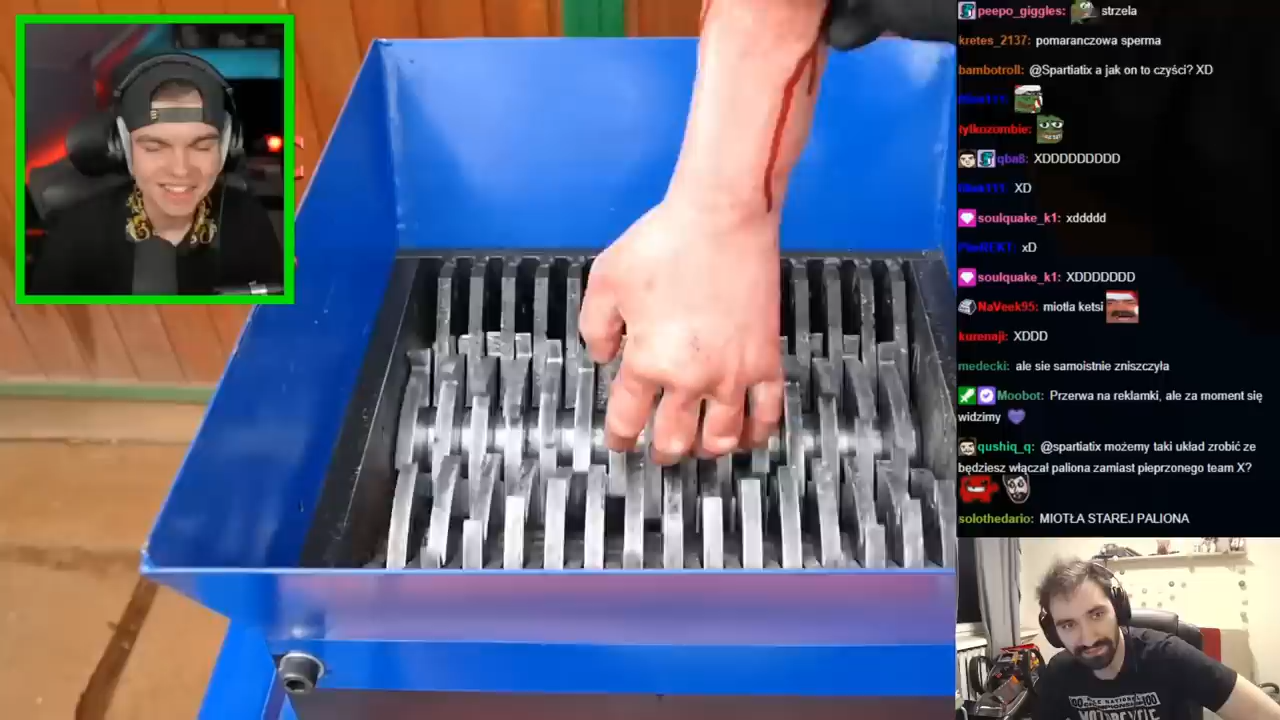 peepo_giggles: strzela
kretes_2137: pomaranczowa sperma
bambotroll: @Spartiatix a jak on to czyści? XD
tylkozombie:
qba8: XDDDDDDDDD
XD
soulquake_k1: xddddd
xD
soulquake_k1: XDDDDDDD
NaVeek95: miotła ketsi
kurenaji: XDDD
medecki: ale sie samoistnie zniszczyła
Moobot: Przerwa na reklamki, ale za moment się
widzimy
qushiq_q: @spartiatix możemy taki układ zrobić ze
będziesz włączał paliona zamiast pieprzonego team X?
solothedario: MIOTŁA STAREJ PALIONA